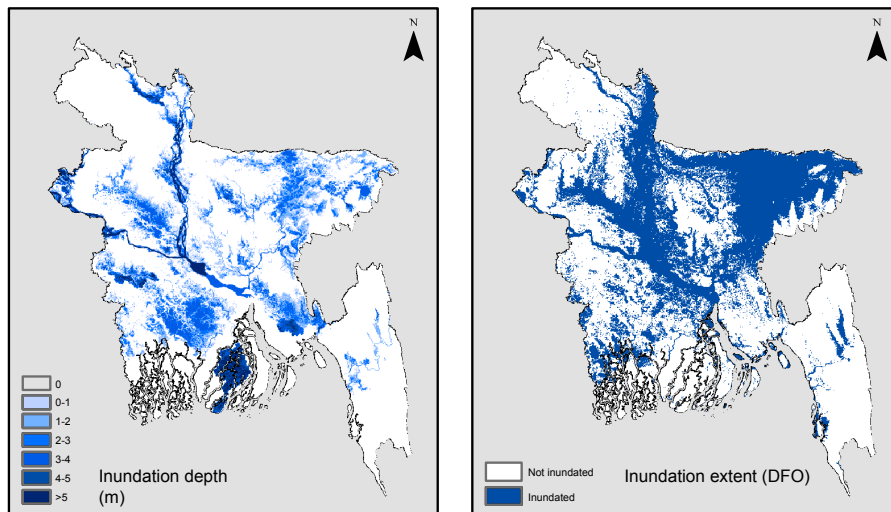 N
0
0-1
1-2
2-3
3-4
4-5
>5
Inundation depth
(m)
N
Not inundated
Inundated
Inundation extent (DFO)